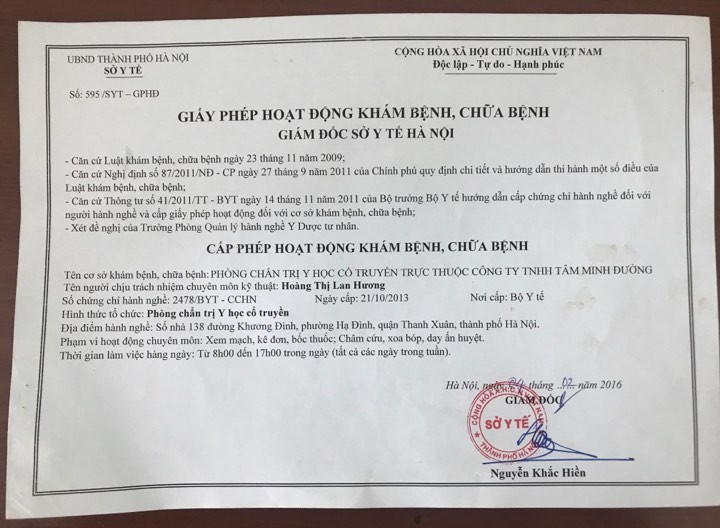 UBND THÀNH PHỐ HÀ NỘI
SỞ Y TẾ
CỘNG HÒA XÃ HỘI CHỦ NGHĨA VIỆT NAM
Độc lập - Tự do - Hạnh phúc
Số: 595 /SYT – GPHĐ
GIẤY PHÉP HOẠT ĐỘNG KHÁM BỆNH, CHỮA BỆNH
GIÁM ĐỐC SỞ Y TẾ HÀ NỘI
- Căn cứ Luật khám bệnh, chữa bệnh ngày 23 tháng 11 năm 2009;
- Căn cứ Nghị định số 87/2011/NĐ - CP ngày 27 tháng 9 năm 2011 của Chính phủ quy định chi tiết và hướng dẫn thi hành một số điều của
Luật khám bệnh, chữa bệnh;
- Căn cứ Thông tư số 41/2011/TT - BYT ngày 14 tháng 11 năm 2011 của Bộ trưởng Bộ Y tế hướng dẫn cấp chứng chỉ hành nghề đối với
người hành nghề và cấp giấy phép hoạt động đối với cơ sở khám bệnh, chữa bệnh;
- Xét đề nghị của Trưởng Phòng Quản lý hành nghề Y Dược tư nhân.
CẤP PHÉP HOẠT ĐỘNG KHÁM BỆNH, CHỮA BỆNH
Tên cơ sở khám bệnh, chữa bệnh: PHÒNG CHẨN TRỊ Y HỌC CỔ TRUYỀN TRỰC THUỘC CÔNG TY TNHH TÂM MINH ĐƯỜNG
Tên người chịu trách nhiệm chuyên môn kỹ thuật: Hoàng Thị Lan Hương
Số chứng chỉ hành nghề: 2478/BYT - CCHN Ngày cấp: 21/10/2013 Nơi cấp: Bộ Y tế
Hình thức tổ chức: Phòng chẩn trị Y học cổ truyền
Địa điểm hành nghề: Số nhà 138 đường Khương Đình, phường Hạ Đình, quận Thanh Xuân, thành phố Hà Nội.
Phạm vi hoạt động chuyên môn: Xem mạch, kê đơn, bốc thuốc; Châm cứu, xoa bóp, day ấn huyệt.
Thời gian làm việc hàng ngày: Từ 8h00 đến 17h00 trong ngày (tất cả các ngày trong tuần).
Hà Nội, ngày 24 tháng 02 năm 2016
GIÁM ĐỐC
CỘNG HÒA X.H.C.N VIỆT NAM
SỞ Y TẾ
THÀNH PHỐ HÀ NỘI
Nguyễn Khắc Hiền